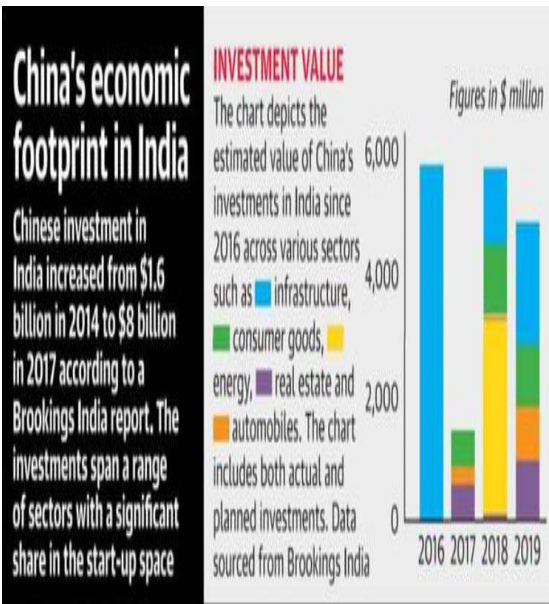 China's economic
footprint in India
Chinese investment in
India increased from $1.6
billion in 2014 to $8 billion
in 2017 according to a
Brookings India report. The
investments span a range
of sectors with a significant
share in the start-up space
INVESTMENT VALUE
The chart depicts the
estimated value of China's
investments in India since
2016 across various sectors
such as infrastructure,
consumer goods,
energy, real estate and
automobiles. The chart
includes both actual and
planned investments. Data
sourced from Brookings India
Figures in $ million
6,000
4,000
2,000
0
2016 2017 2018 2019